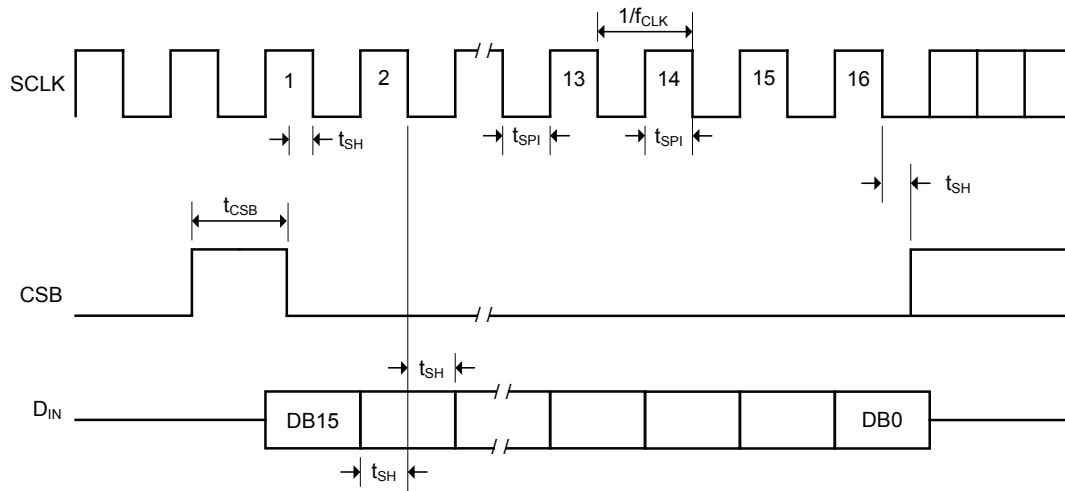 1/fCLK
SCLK 1 2 13 14 15 16
tSH tSPI tSPI
tSH
tCSB
CSB
tSH
DIN DB15 DB0
tSH